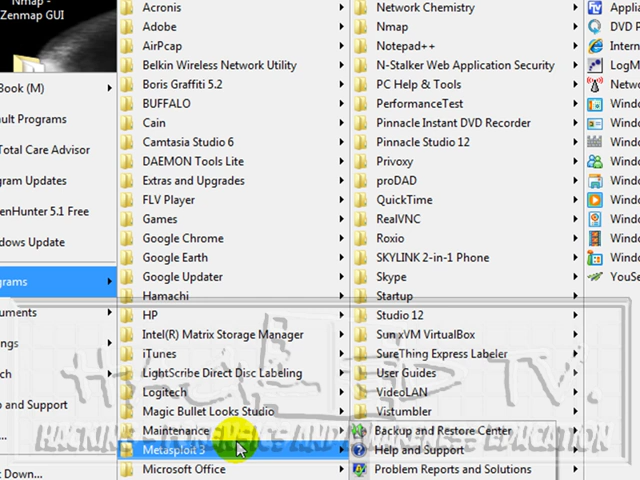 Nmap -
Zenmap GUI
Book (M)
ault Programs
Total Care Advisor
gram Updates
enHunter 5.1 Free
dows Update
grams
uments
ngs
ch
p and Support
...
t Down...
Acronis
Adobe
AirPcap
Belkin Wireless Network Utility
Boris Graffiti 5.2
BUFFALO
Cain
Camtasia Studio 6
DAEMON Tools Lite
Extras and Upgrades
FLV Player
Games
Google Chrome
Google Earth
Google Updater
Hamachi
HP
Intel(R) Matrix Storage Manager
iTunes
LightScribe Direct Disc Labeling
Logitech
Magic Bullet Looks Studio
Maintenance
Metasploit 3
Microsoft Office
Network Chemistry
Nmap
Notepad++
N-Stalker Web Application Security
PC Help & Tools
PerformanceTest
Pinnacle Instant DVD Recorder
Pinnacle Studio 12
Privoxy
proDAD
QuickTime
RealVNC
Roxio
SKYLINK 2-in-1 Phone
Skype
Startup
Studio 12
Sun xVM VirtualBox
SureThing Express Labeler
User Guides
VideoLAN
Vistumbler
Backup and Restore Center
Help and Support
Problem Reports and Solutions
Applic
DVD P
Intern
LogM
Netwo
Windo
Windo
Windo
Windo
Windo
Windo
Windo
Windo
Windo
YouSe